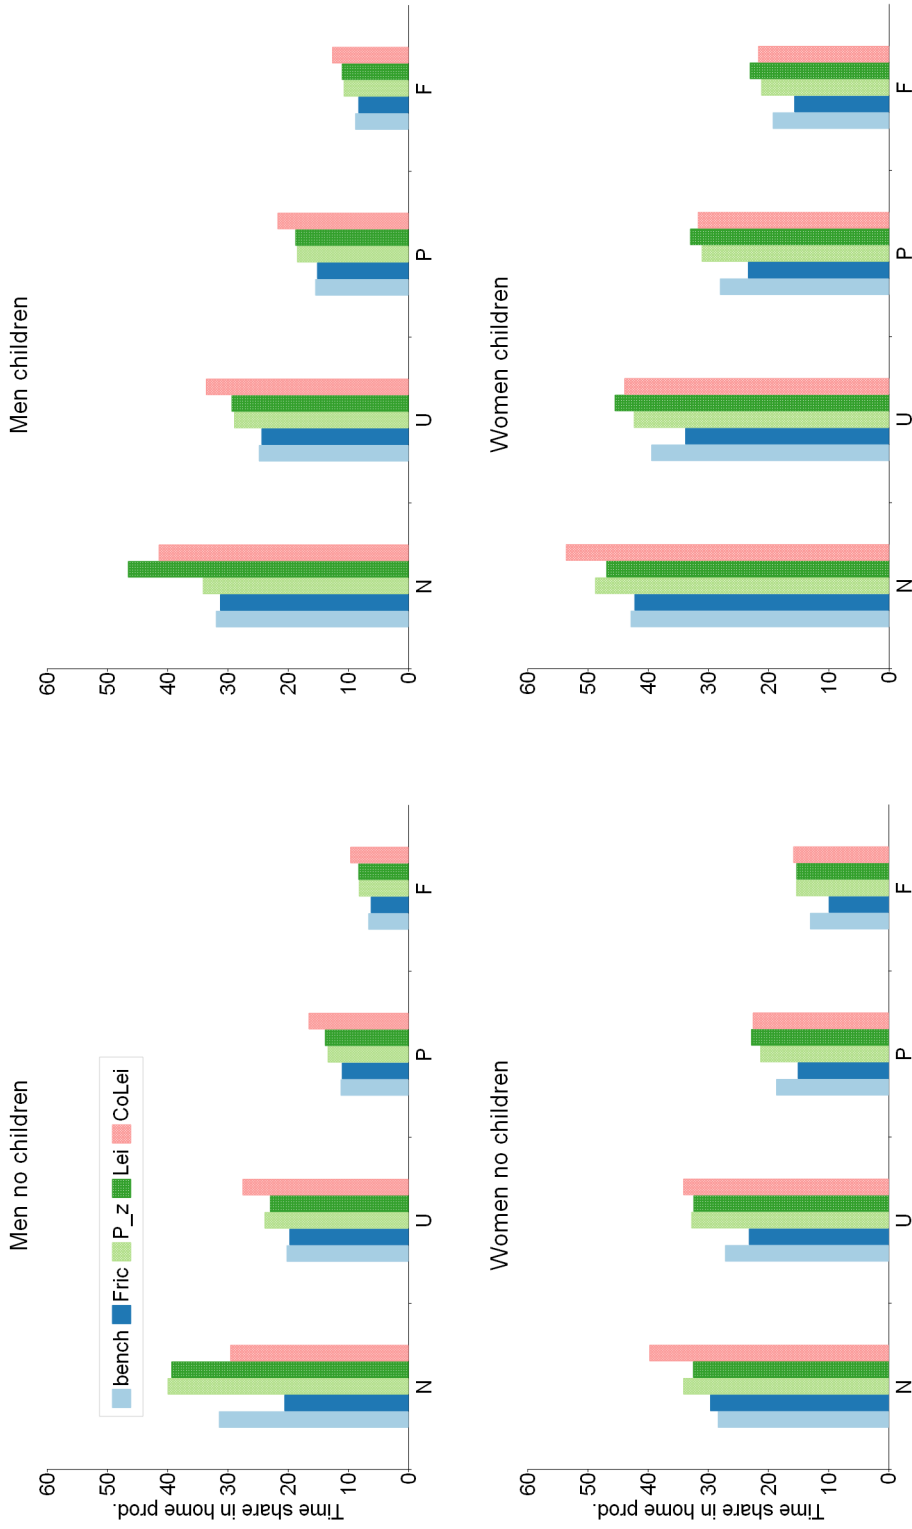 Men no children
Time share in home prod.
60
50
40
30
20
10
0
N
U
P
F
bench Fric P_z Lei CoLei
Men children
60
50
40
30
20
10
0
N
U
P
F
Women no children
Time share in home prod.
60
50
40
30
20
10
0
N
U
P
F
Women children
60
50
40
30
20
10
0
N
U
P
F